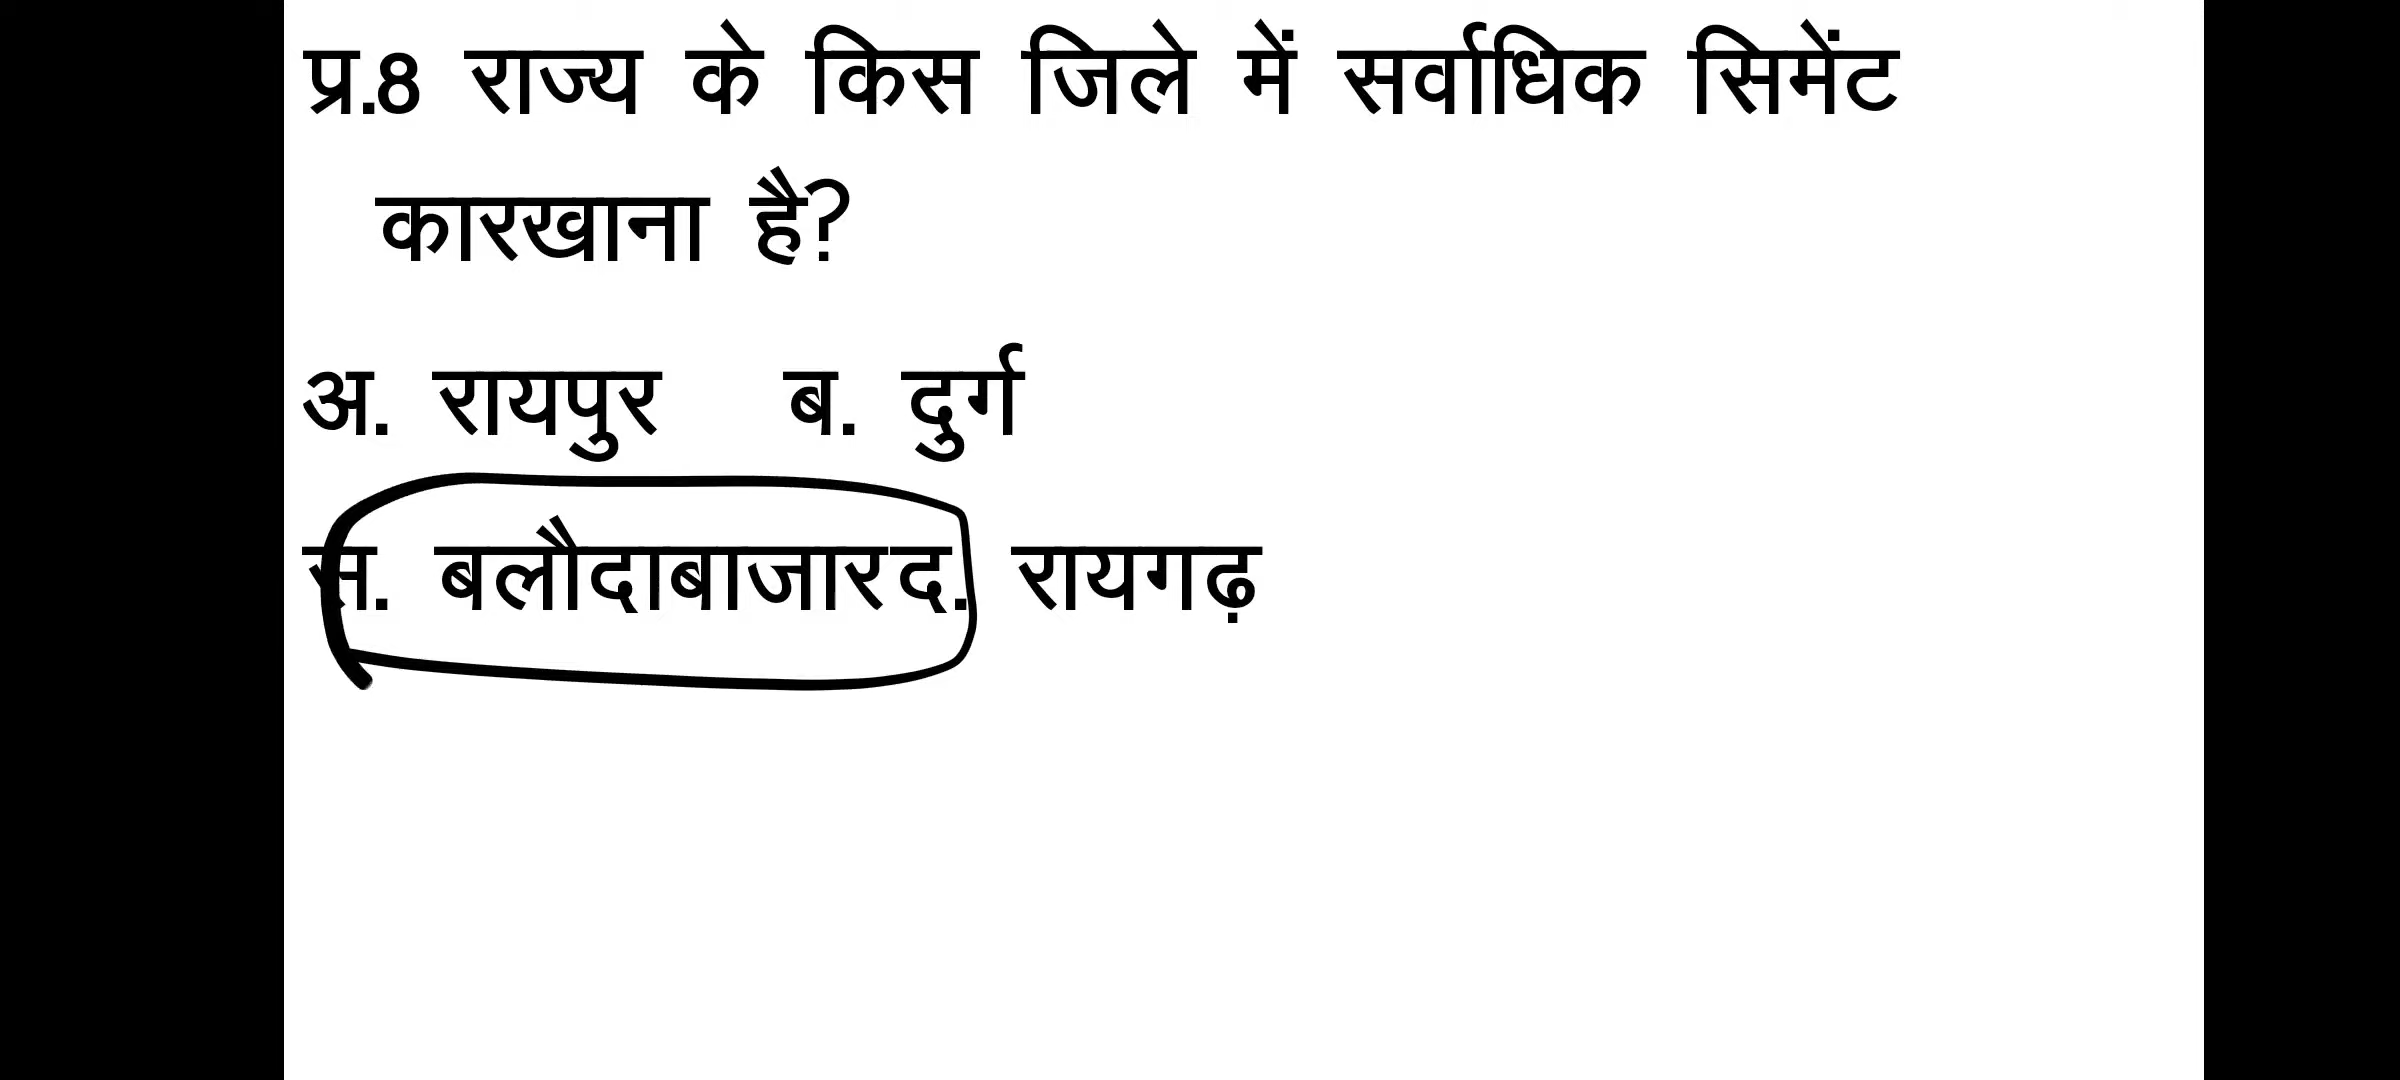 प्र.8 राज्य के किस जिले में सर्वाधिक सिमेंट
कारखाना है?
अ. रायपुर ब. दुर्ग
स. बलौदाबाजार द. रायगढ़